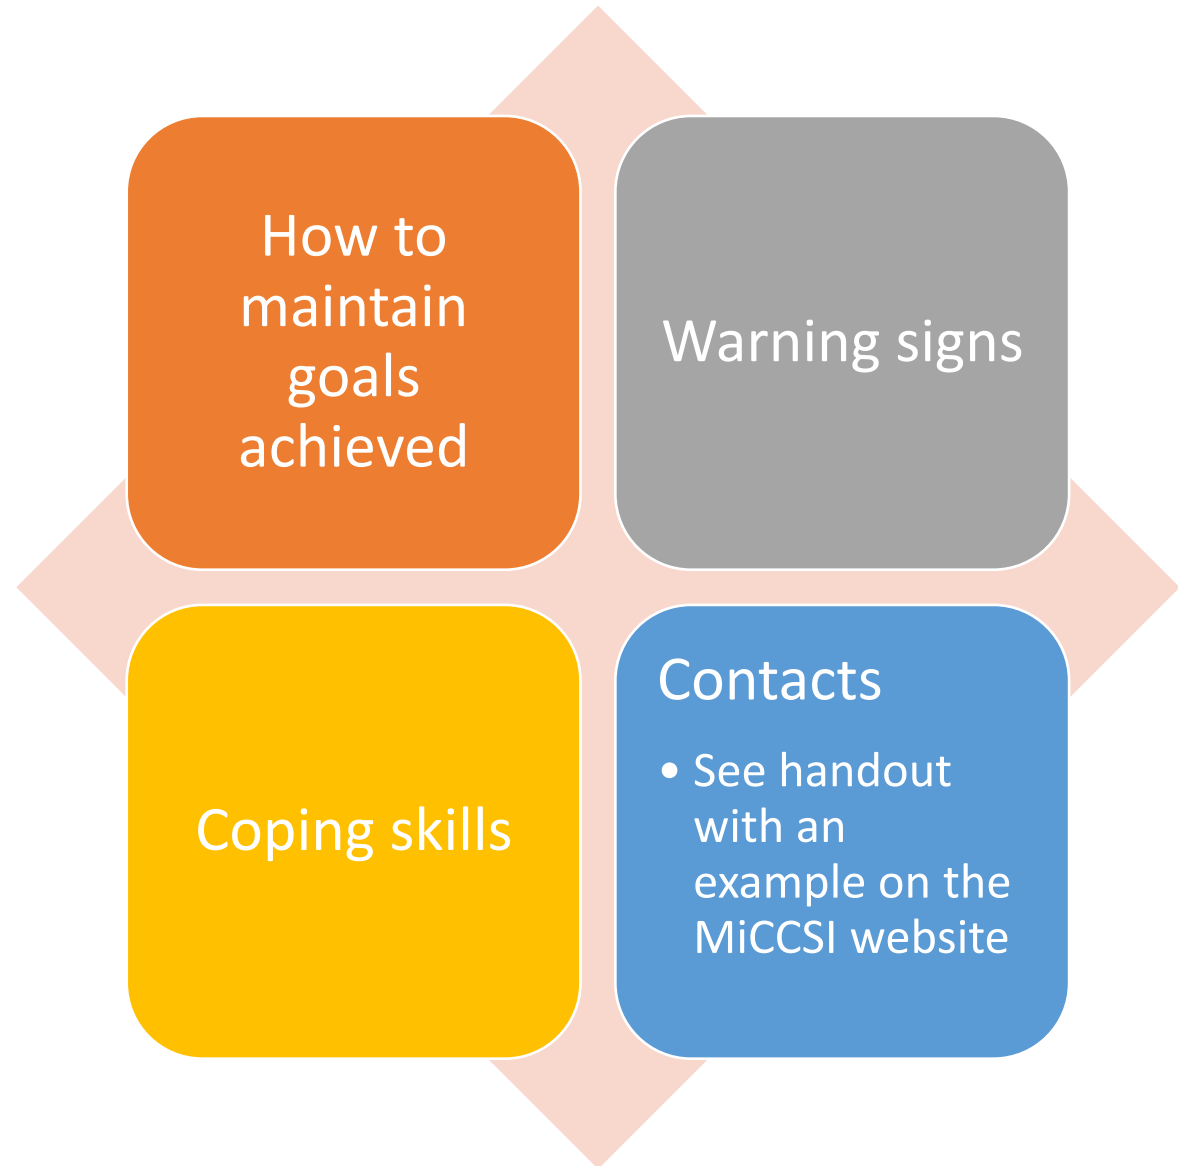 How to
maintain
goals
achieved
Warning signs
Coping skills
Contacts
• See handout
with an
example on the
MiCCSI website